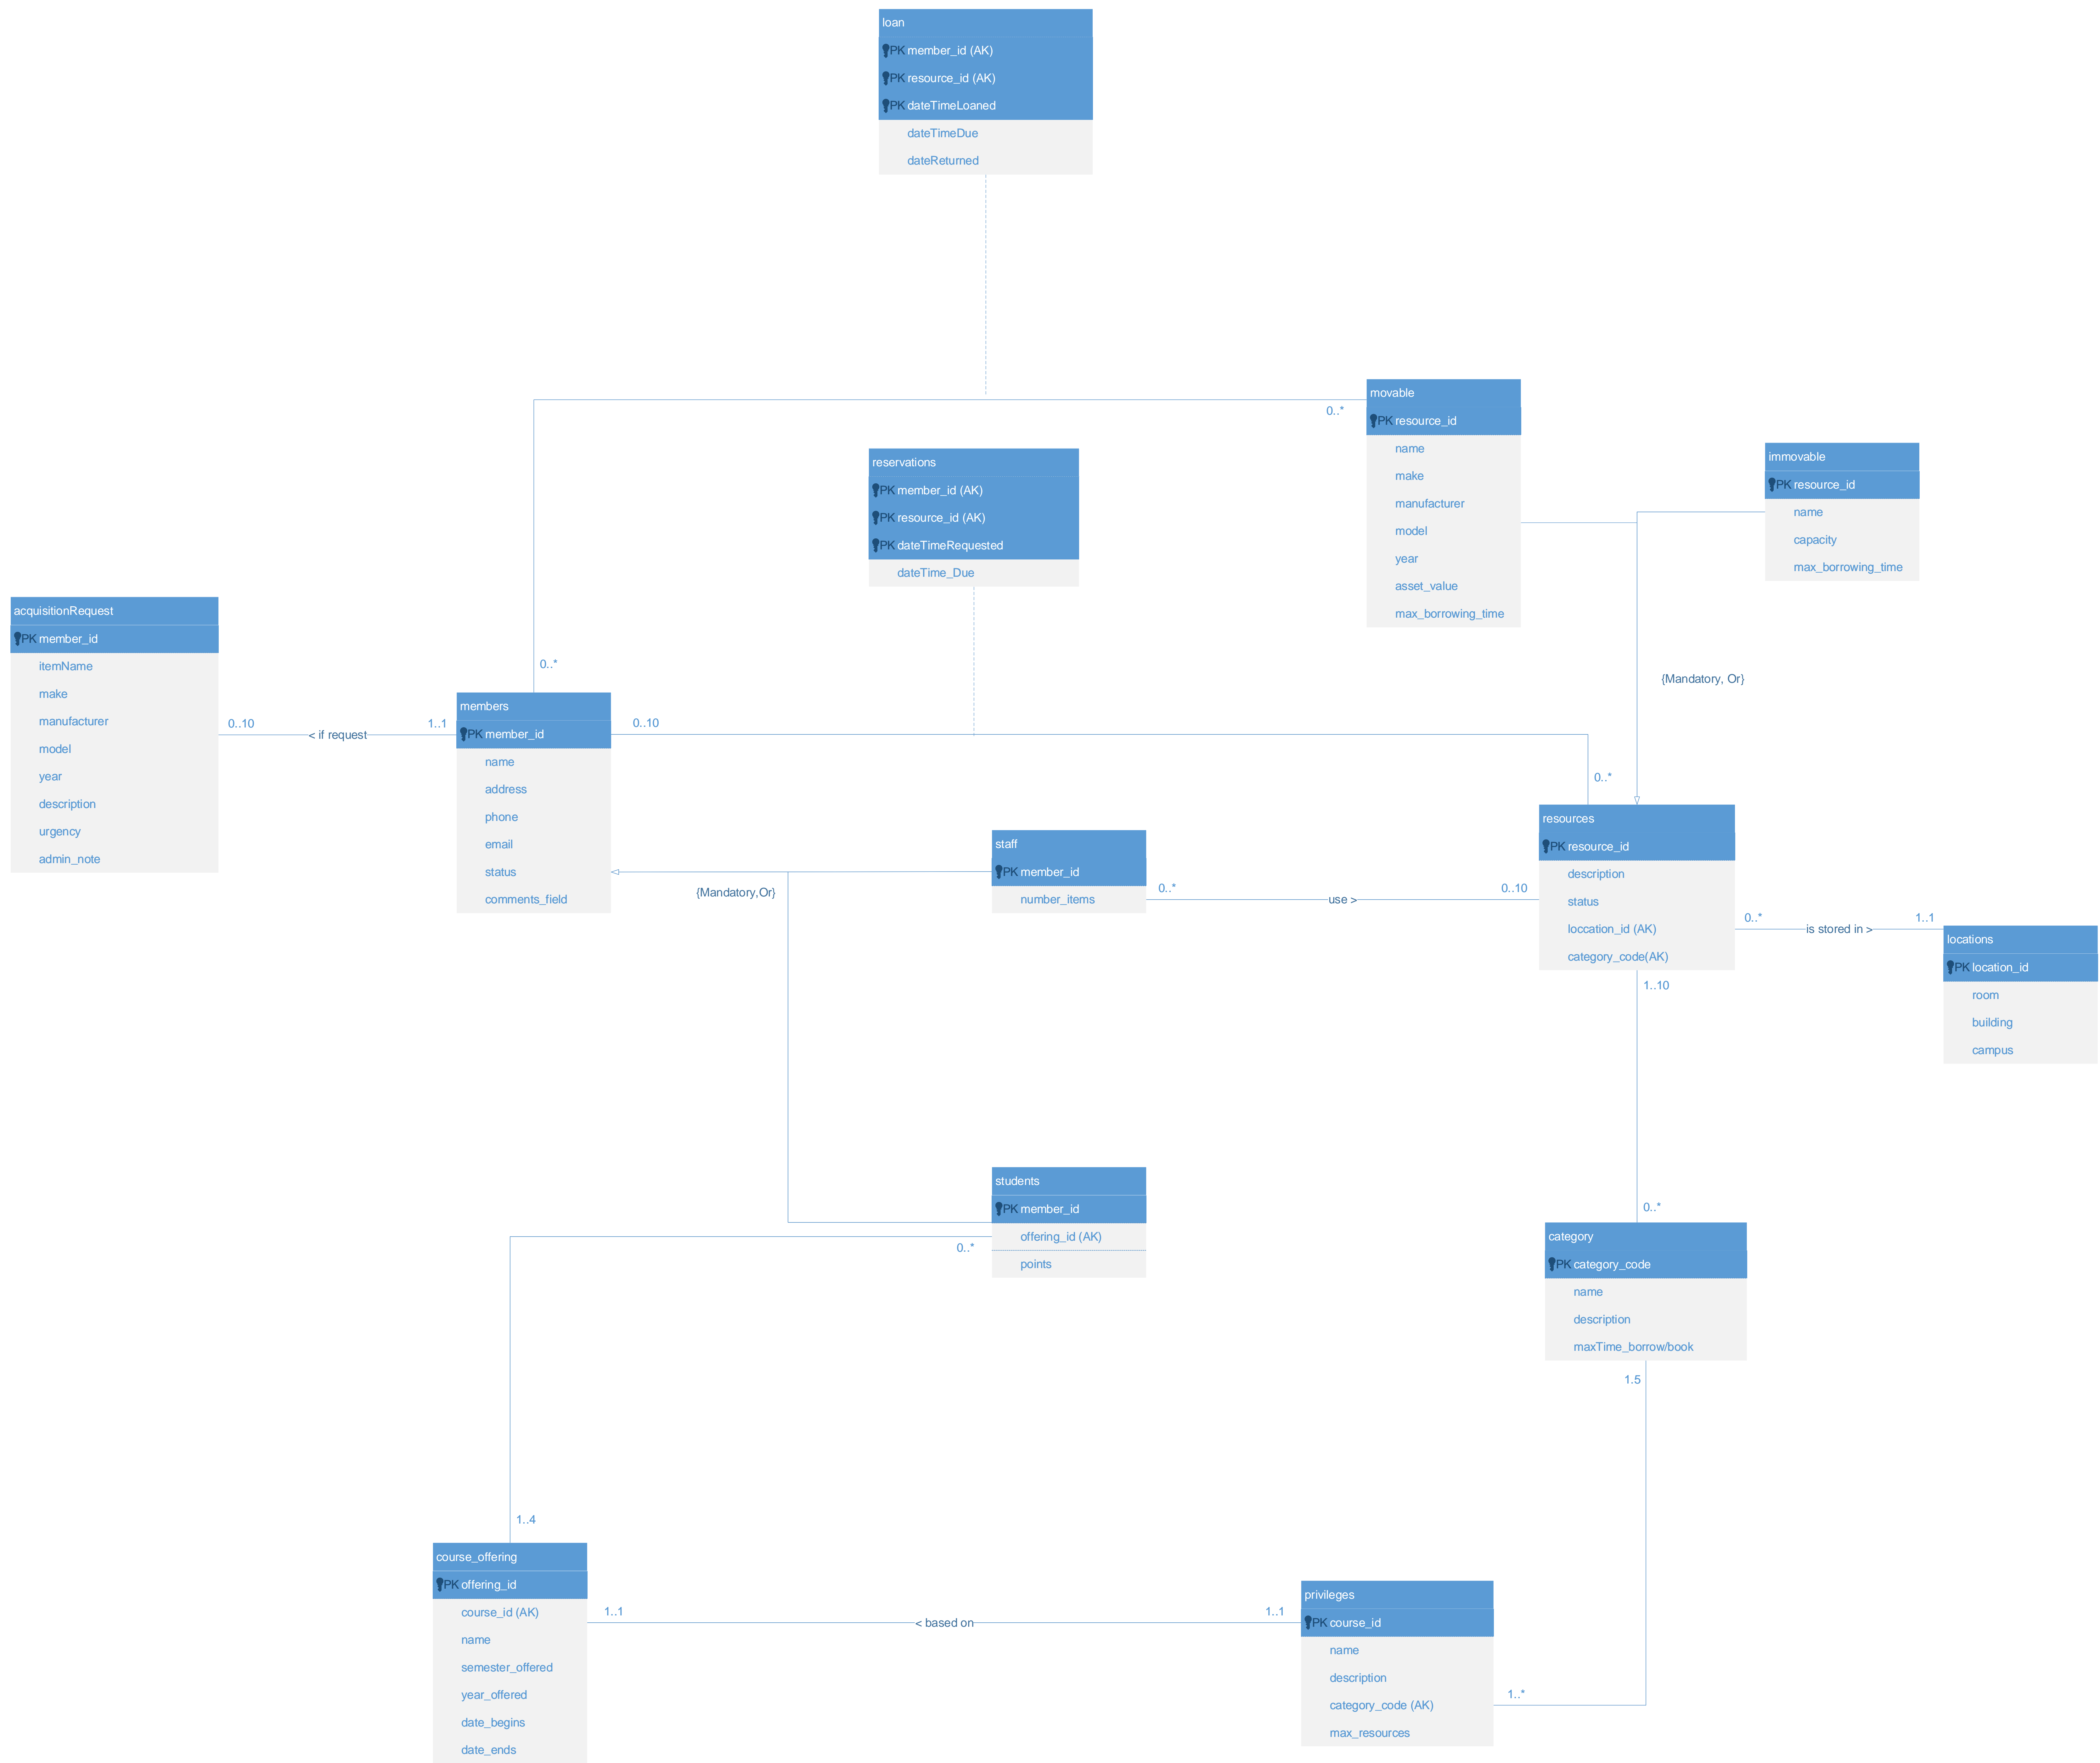 loan
PK member_id (AK)
PK resource_id (AK)
PK dateTimeLoaned
dateTimeDue
dateReturned
movable
PK resource_id
name
make
manufacturer
model
year
asset_value
max_borrowing_time
0..*
immovable
PK resource_id
name
capacity
max_borrowing_time
reservations
PK member_id (AK)
PK resource_id (AK)
PK dateTimeRequested
dateTime_Due
{Mandatory, Or}
acquisitionRequest
PK member_id
itemName
make
manufacturer
model
year
description
urgency
admin_note
0..10
< if request
1..1
0..*
members
PK member_id
name
address
phone
email
status
comments_field
0..10
0..*
{Mandatory,Or}
staff
PK member_id
number_items
0..*
use >
0..10
resources
PK resource_id
description
status
loccation_id (AK)
category_code(AK)
0..*
is stored in >
1..1
locations
PK location_id
room
building
campus
1..10
0..*
students
PK member_id
offering_id (AK)
points
0..*
category
PK category_code
name
description
maxTime_borrow/book
1.5
1..4
course_offering
PK offering_id
course_id (AK)
name
semester_offered
year_offered
date_begins
date_ends
1..1
< based on
1..1
privileges
PK course_id
name
description
category_code (AK)
max_resources
1..*